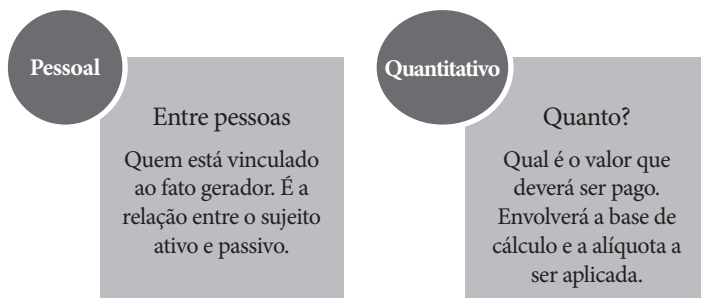 Pessoal
Entre pessoas
Quem está vinculado
ao fato gerador. É a
relação entre o sujeito
ativo e passivo.
Quantitativo
Quanto?
Qual é o valor que
deverá ser pago.
Envolverá a base de
cálculo e a alíquota a
ser aplicada.